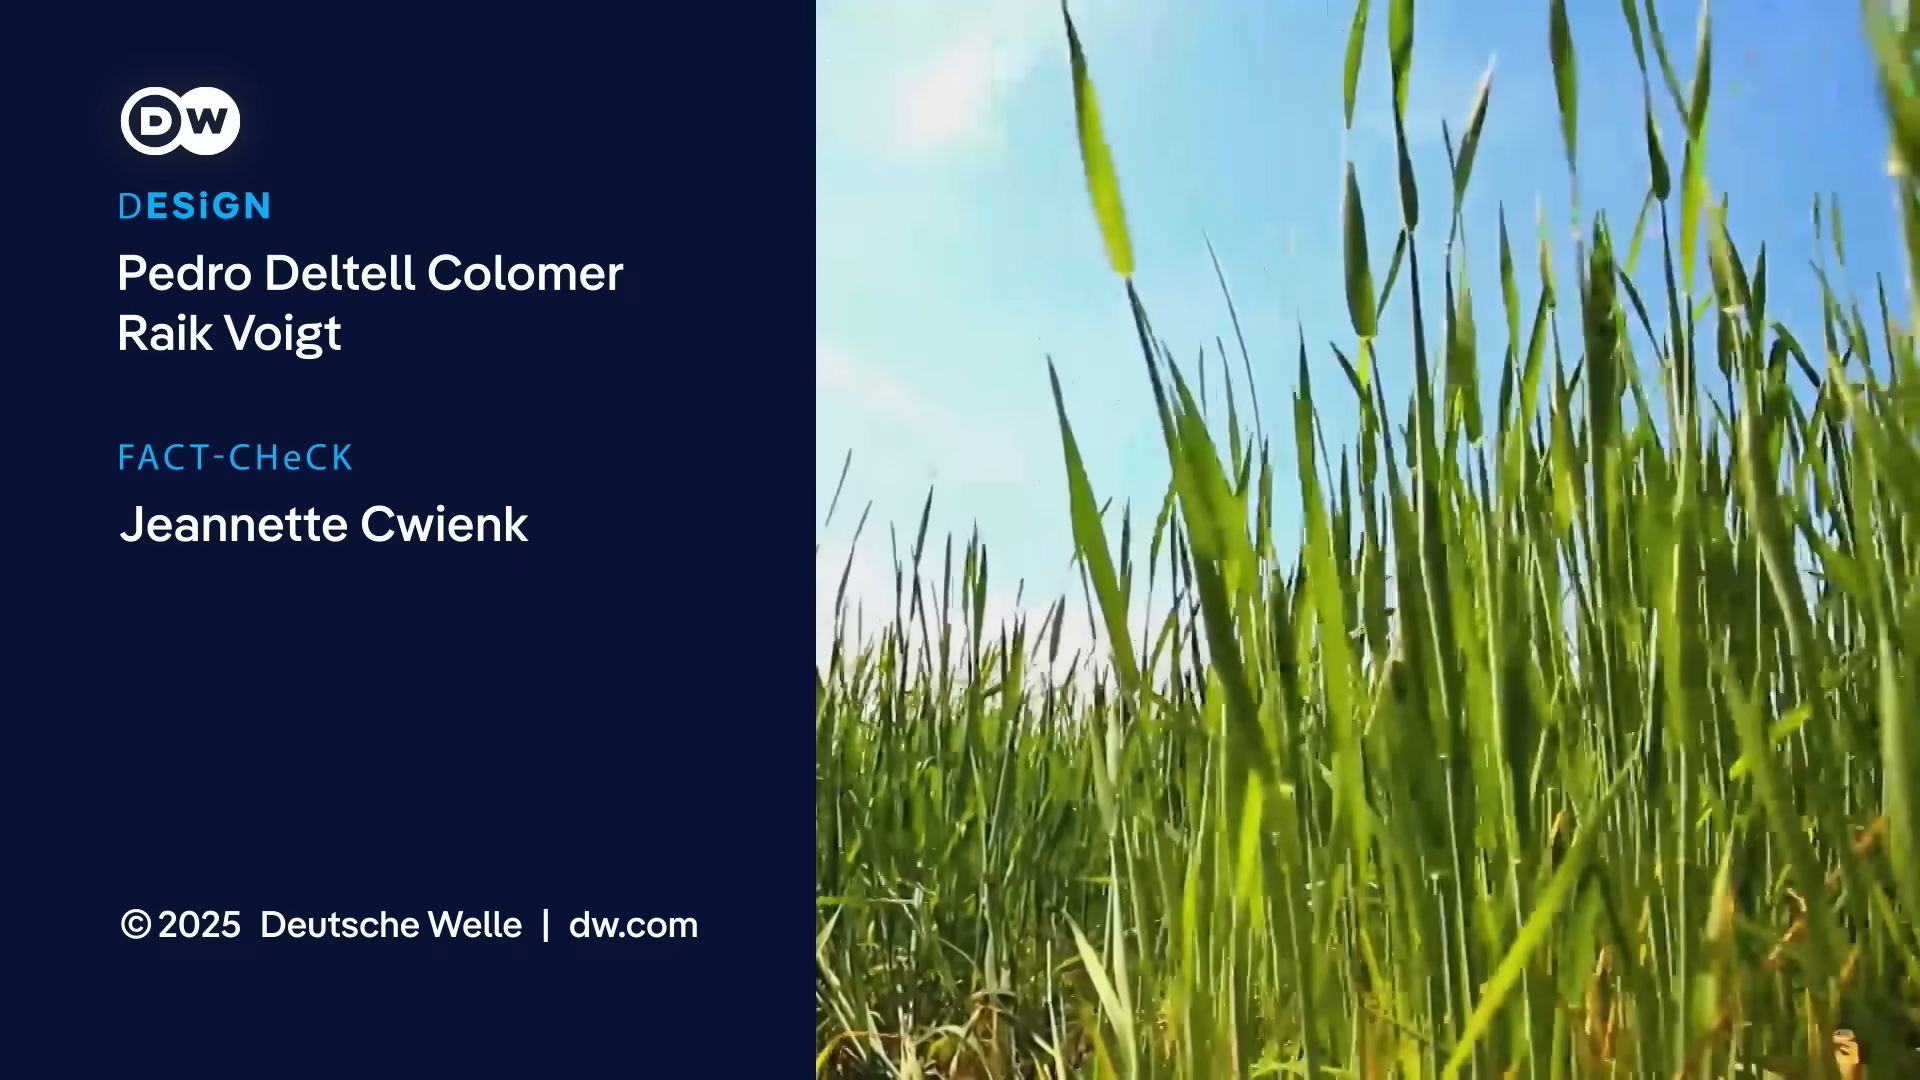 DW
DESiGN
Pedro Deltell Colomer
Raik Voigt
FACT-CHeCK
Jeannette Cwienk
© 2025 Deutsche Welle | dw.com